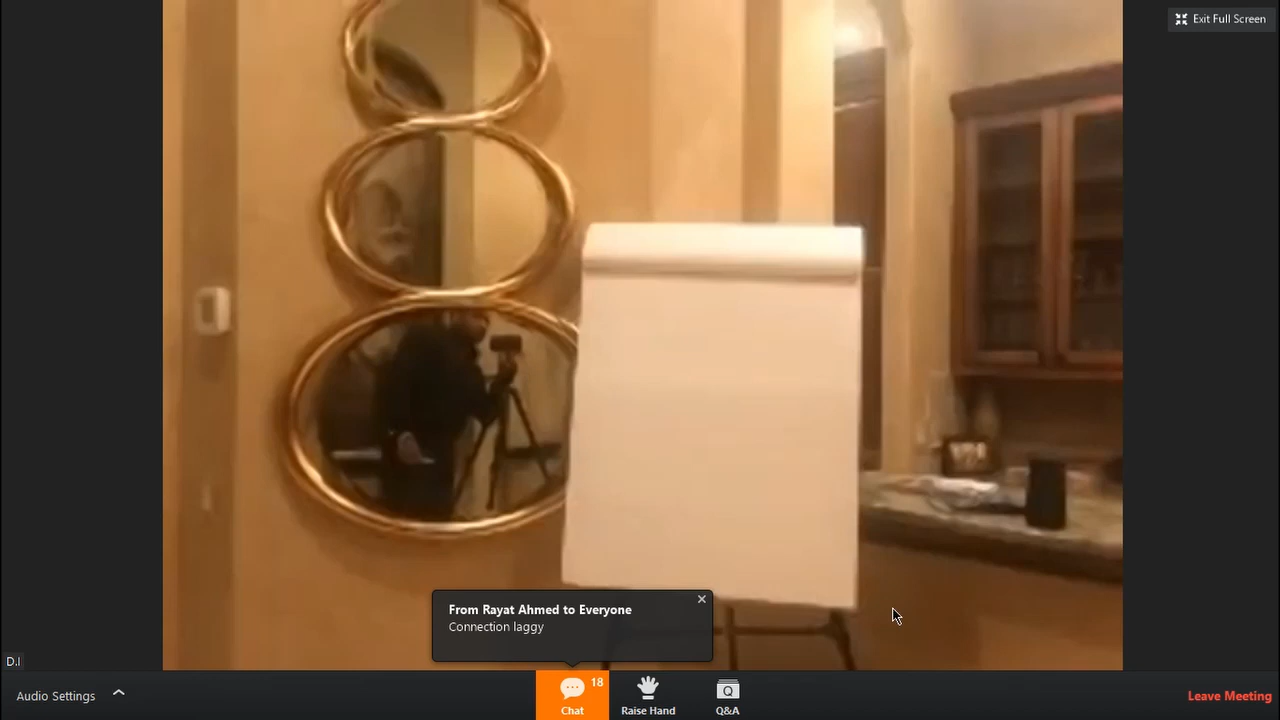 Exit Full Screen
From Rayat Ahmed to Everyone
Connection laggy
D.I
Audio Settings
18
Chat
Raise Hand
Q
Q&A
Leave Meeting